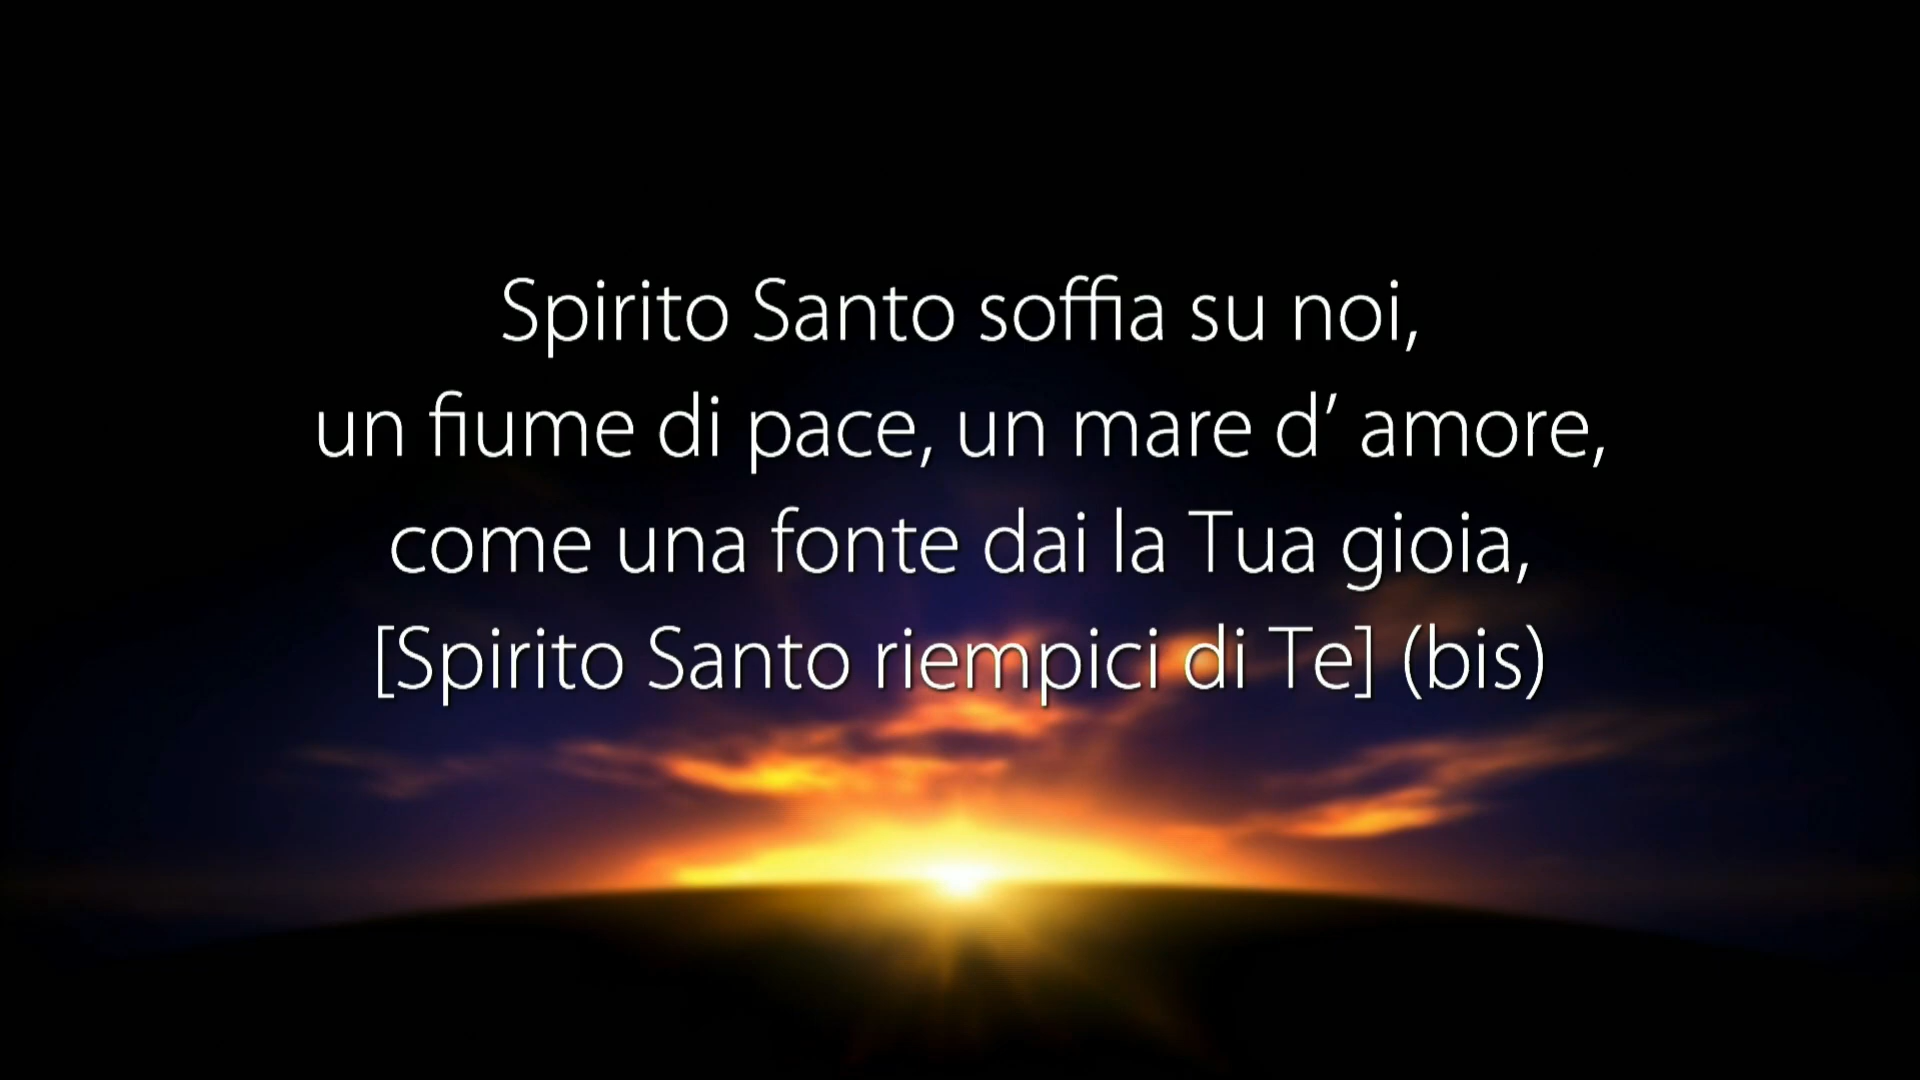 Spirito Santo soffia su noi,
un fiume di pace, un mare d’ amore,
come una fonte dai la Tua gioia,
[Spirito Santo riempici di Te] (bis)